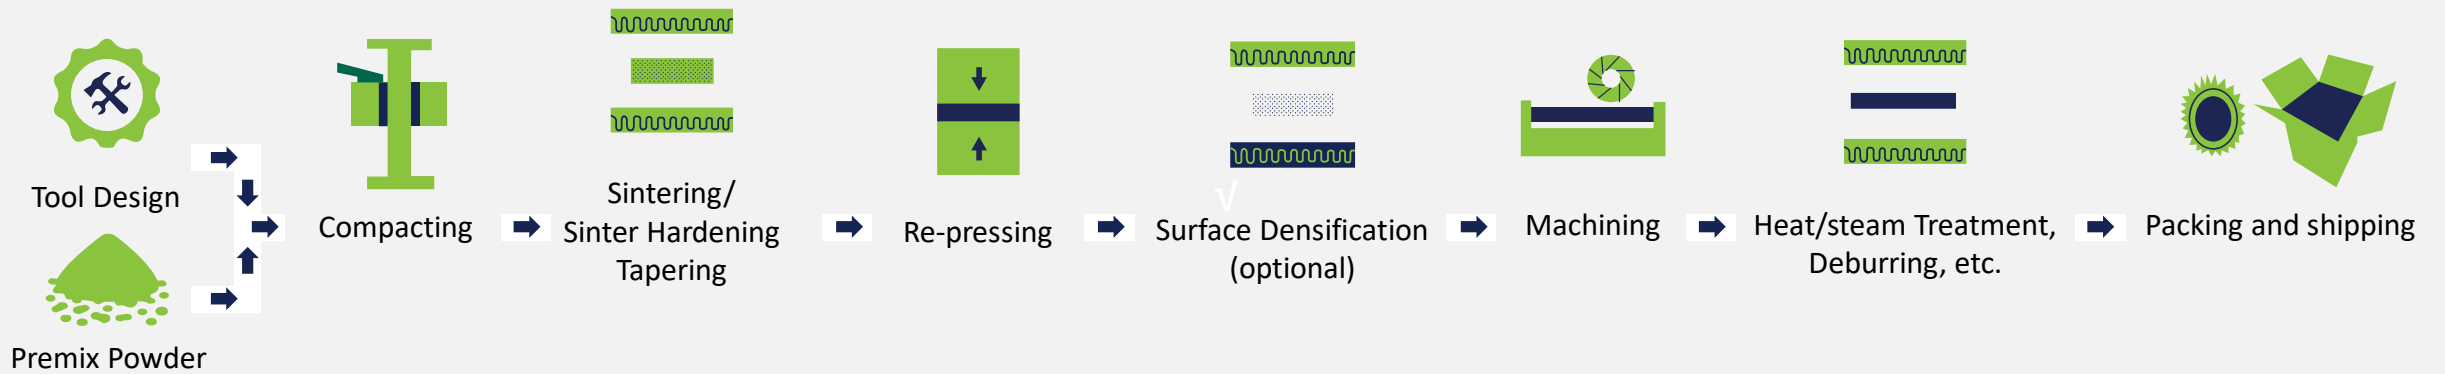 Tool Design
Premix Powder
Compacting
Sintering/
Sinter Hardening
Tapering
Re-pressing
√
Surface Densification
(optional)
Machining
Heat/steam Treatment,
Deburring, etc.
Packing and shipping